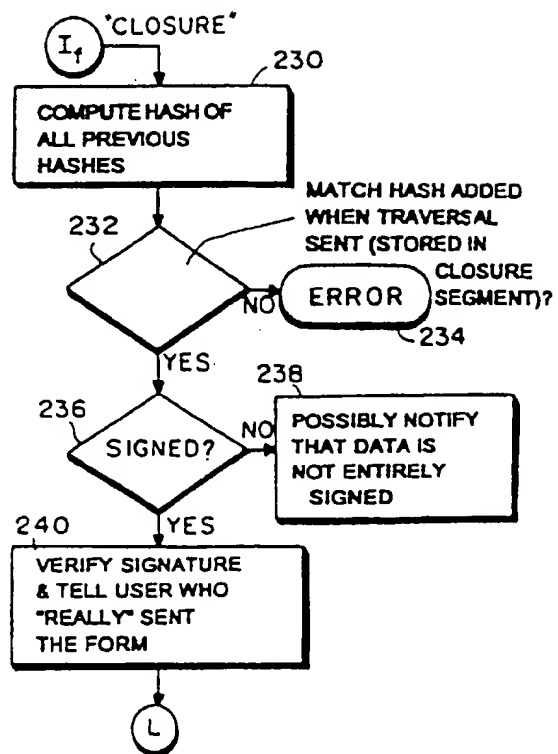 "CLOSURE"
If
230
COMPUTE HASH OF
ALL PREVIOUS
HASHES
232
MATCH HASH ADDED
WHEN TRAVERSAL
SENT (STORED IN
CLOSURE
SEGMENT)?
NO
ERROR
234
YES
236
SIGNED?
NO
238
POSSIBLY NOTIFY
THAT DATA IS
NOT ENTIRELY
SIGNED
YES
240
VERIFY SIGNATURE
& TELL USER WHO
"REALLY" SENT
THE FORM
L